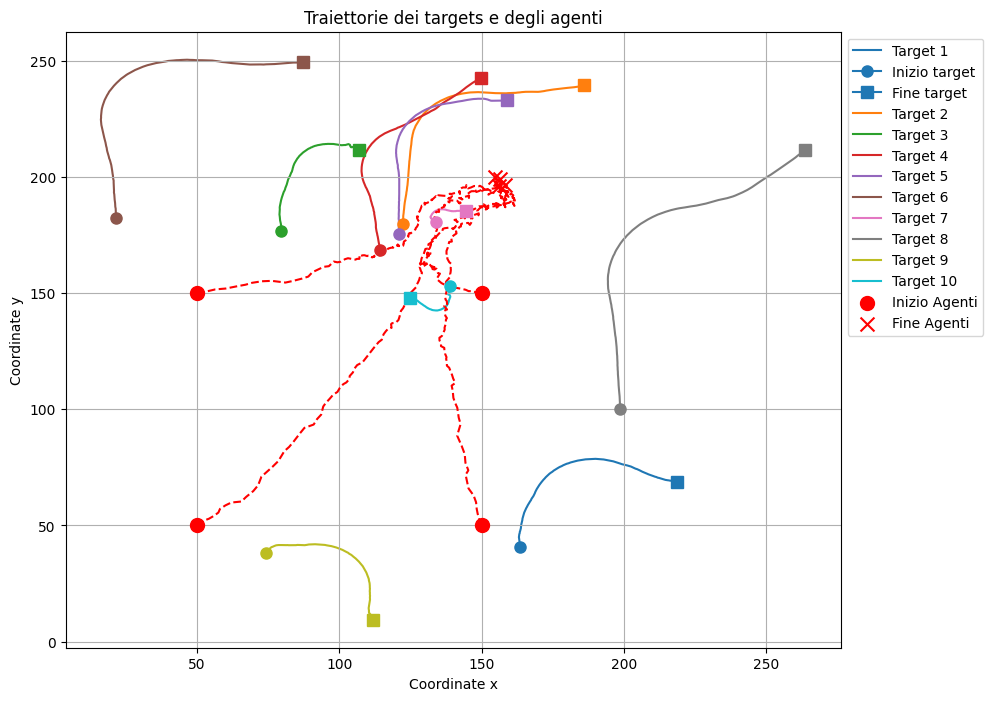 Traiettorie dei targets e degli agenti
Coordinate y
250
200
150
100
50
0
50
100
150
200
250
Coordinate x
Target 1
Inizio target
Fine target
Target 2
Target 3
Target 4
Target 5
Target 6
Target 7
Target 8
Target 9
Target 10
Inizio Agenti
Fine Agenti